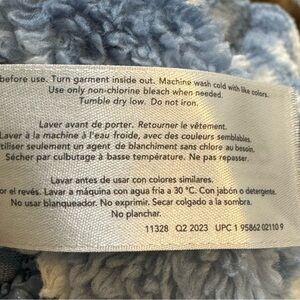 before use. Turn garment inside out. Machine wash cold with like colors.
Use only non-chlorine bleach when needed.
Tumble dry low. Do not iron.
Laver avant de porter. Retourner le vêtement.
Laver à la machine à l'eau froide, avec des couleurs semblables.
Utiliser seulement un agent de blanchiment sans chlore au besoin.
Sécher par culbutage à basse température. Ne pas repasser.
Lavar antes de usar con colores similares.
or el revés. Lavar a máquina con agua fría a 30 °C. Con jabón o detergente.
No usar blanqueador. No exprimir. Secar colgado a la sombra.
No planchar.
11328 Q2 2023 UPC 1 95862 02110 9